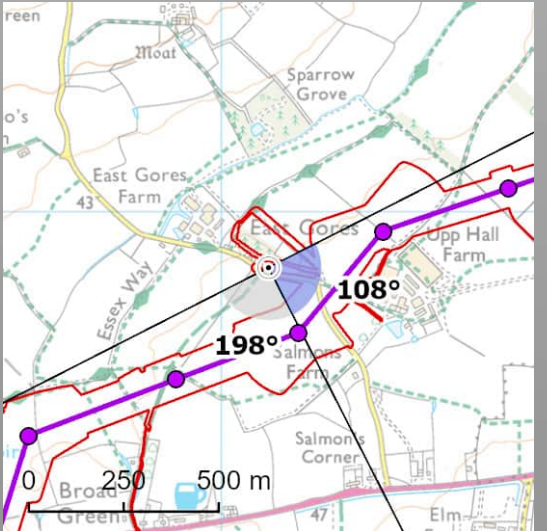 reen
Moat
Sparrow
Grove
o's
East Gores
Farm
43
East Gores
Upp Hall
Farm
Essex Way
108°
198°
Salmons
Farm
Salmon's
Corner
0 250 500 m
Broad
Green
47
Elm